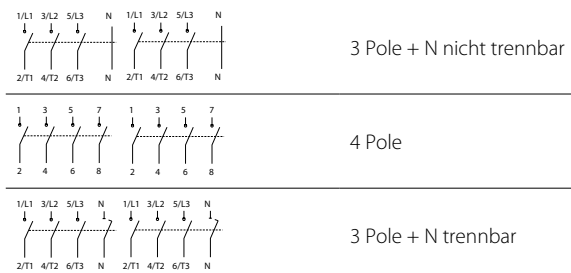 1/L1 3/L2 5/L3 N 1/L1 3/L2 5/L3 N
3 Pole + N nicht trennbar
2/T1 4/T2 6/T3 N 2/T1 4/T2 6/T3 N
1 3 5 7 1 3 5 7
4 Pole
2 4 6 8 2 4 6 8
1/L1 3/L2 5/L3 N 1/L1 3/L2 5/L3 N
3 Pole + N trennbar
2/T1 4/T2 6/T3 N 2/T1 4/T2 6/T3 N